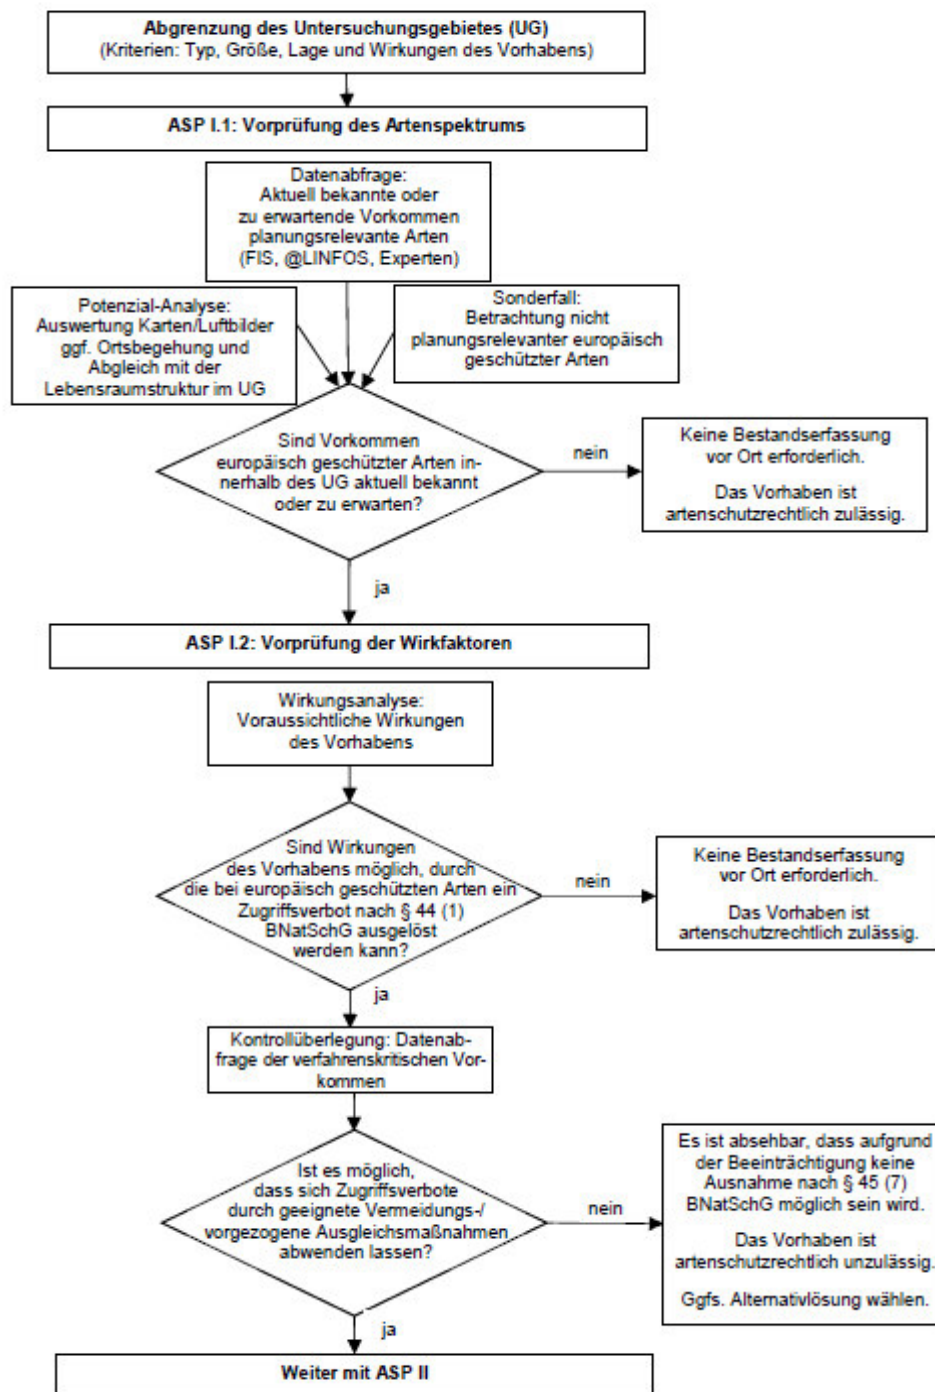 Abgrenzung des Untersuchungsgebietes (UG)
(Kriterien: Typ, Größe, Lage und Wirkungen des Vorhabens)
ASP I.1: Vorprüfung des Artenspektrums
Datenabfrage:
Aktuell bekannte oder
zu erwartende Vorkommen
planungsrelevante Arten
(FIS, @LINFOS, Experten)
Potenzial-Analyse:
Auswertung Karten/Luftbilder
ggf. Ortsbegehung und
Abgleich mit der
Lebensraumstruktur im UG
Sonderfall:
Betrachtung nicht
planungsrelevanter europäisch
geschützter Arten
Sind Vorkommen
europäisch geschützter Arten in-
nerhalb des UG aktuell bekannt
oder zu erwarten?
nein
Keine Bestandserfassung
vor Ort erforderlich.
Das Vorhaben ist
artenschutzrechtlich zulässig.
ja
ASP I.2: Vorprüfung der Wirkfaktoren
Wirkungsanalyse:
Voraussichtliche Wirkungen
des Vorhabens
Sind Wirkungen
des Vorhabens möglich, durch
die bei europäisch geschützten Arten ein
Zugriffsverbot nach § 44 (1)
BNatSchG ausgelöst
werden kann?
nein
Keine Bestandserfassung
vor Ort erforderlich.
Das Vorhaben ist
artenschutzrechtlich zulässig.
ja
Kontrollüberlegung: Datenab-
frage der verfahrenskritischen Vor-
kommen
Ist es möglich,
dass sich Zugriffsverbote
durch geeignete Vermeidungs-/
vorgezogene Ausgleichsmaßnahmen
abwenden lassen?
nein
Es ist absehbar, dass aufgrund
der Beeinträchtigung keine
Ausnahme nach § 45 (7)
BNatSchG möglich sein wird.
Das Vorhaben ist
artenschutzrechtlich unzulässig.
Ggfs. Alternativlösung wählen.
ja
Weiter mit ASP II